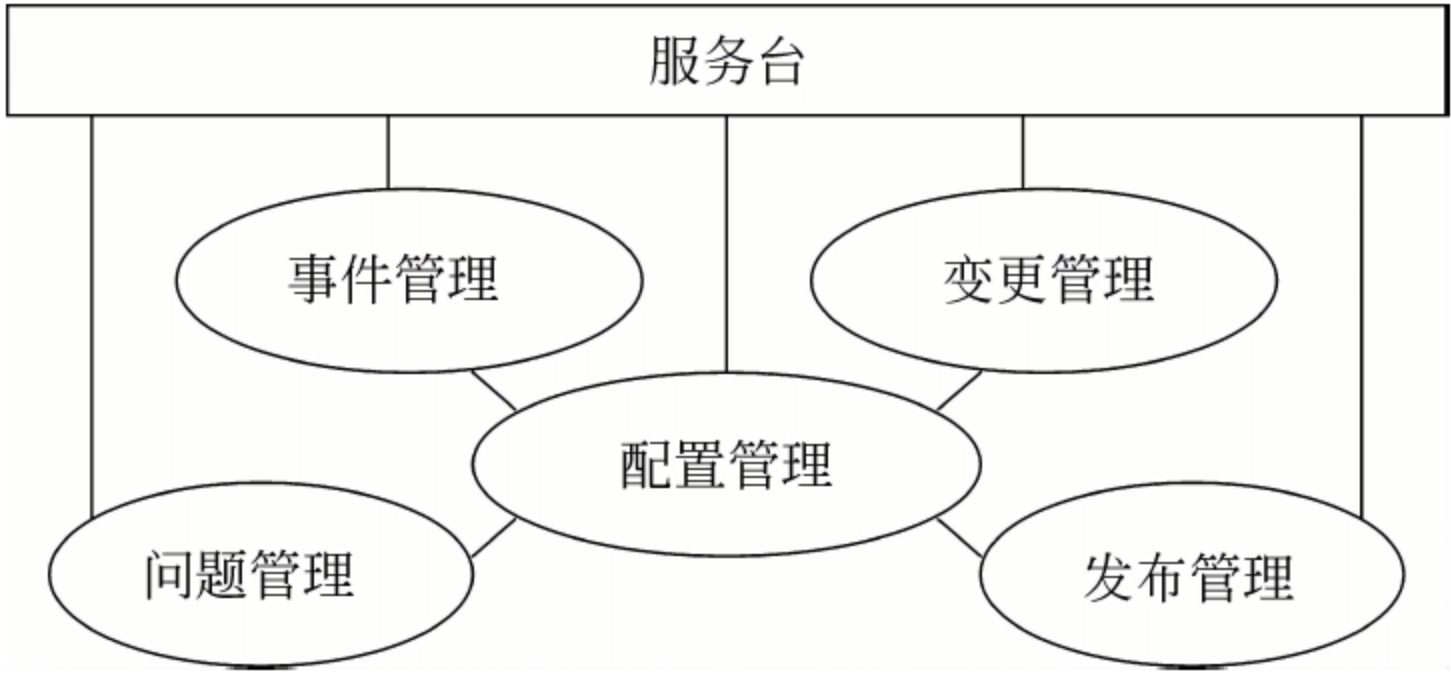 服务台
事件管理
变更管理
配置管理
问题管理
发布管理